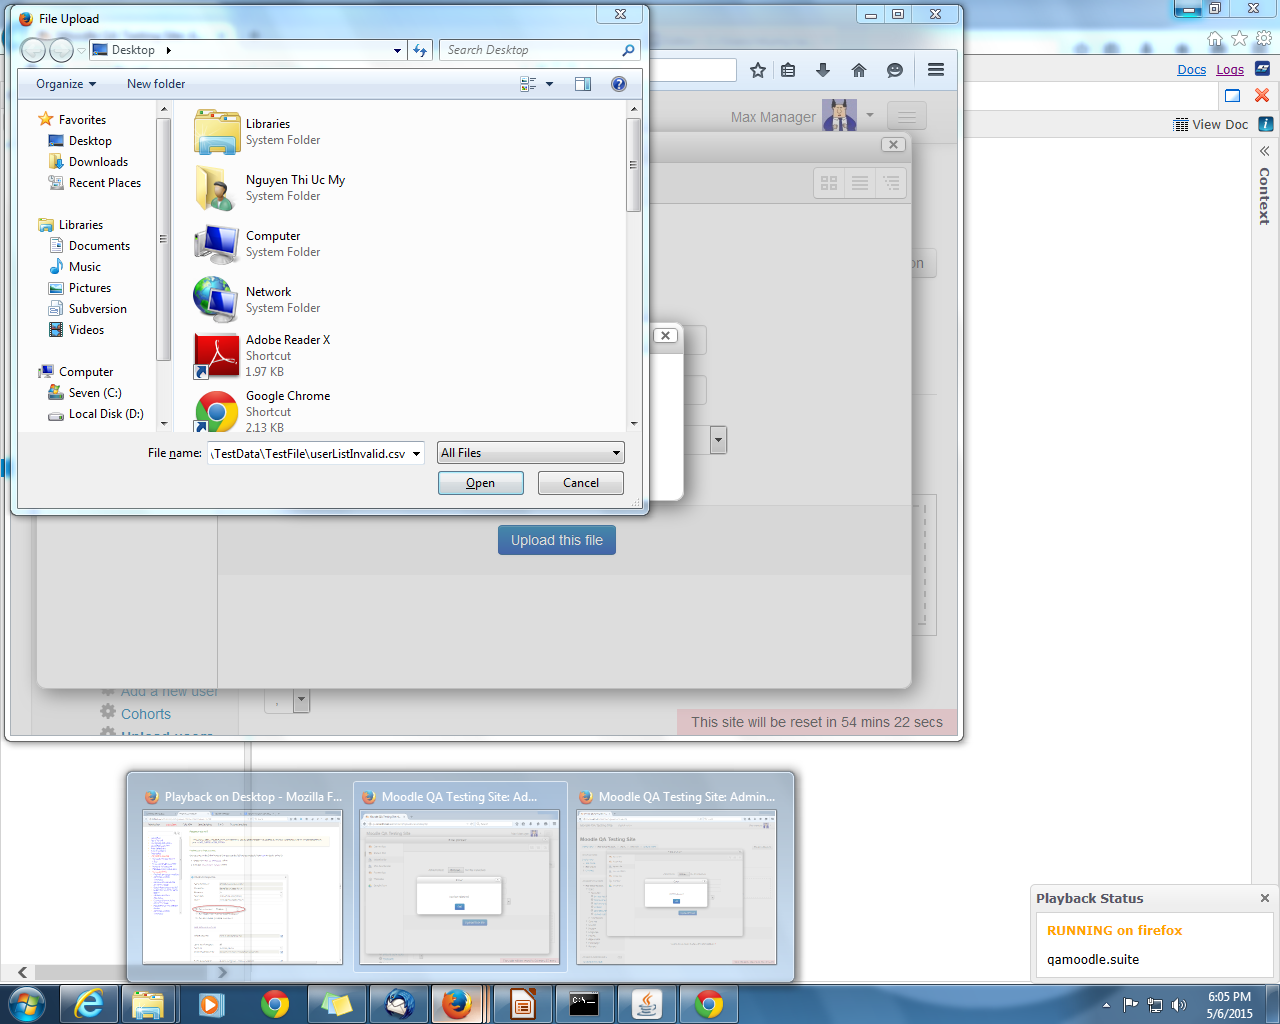 File Upload
Desktop
Search Desktop
Organize
New folder
Docs
Logs
View Doc
Context
Max Manager
Favorites
Desktop
Downloads
Recent Places
Libraries
Documents
Music
Pictures
Subversion
Videos
Computer
Seven (C:)
Local Disk (D:)
Libraries
System Folder
Nguyen Thi Uc My
System Folder
Computer
System Folder
Network
System Folder
Adobe Reader X
Shortcut
1.97 KB
Google Chrome
Shortcut
2.13 KB
File name:
\TestData\TestFile\userListInvalid.csv
All Files
Open
Cancel
on
Upload this file
Add a new user
Cohorts
Upload users
This site will be reset in 54 mins 22 secs
Playback on Desktop - Mozilla F...
Moodle QA Testing Site: Ad...
Moodle QA Testing Site: Admin...
Moodle QA Testing Site
Playback Status
RUNNING on firefox
qamoodle.suite
6:05 PM
5/6/2015